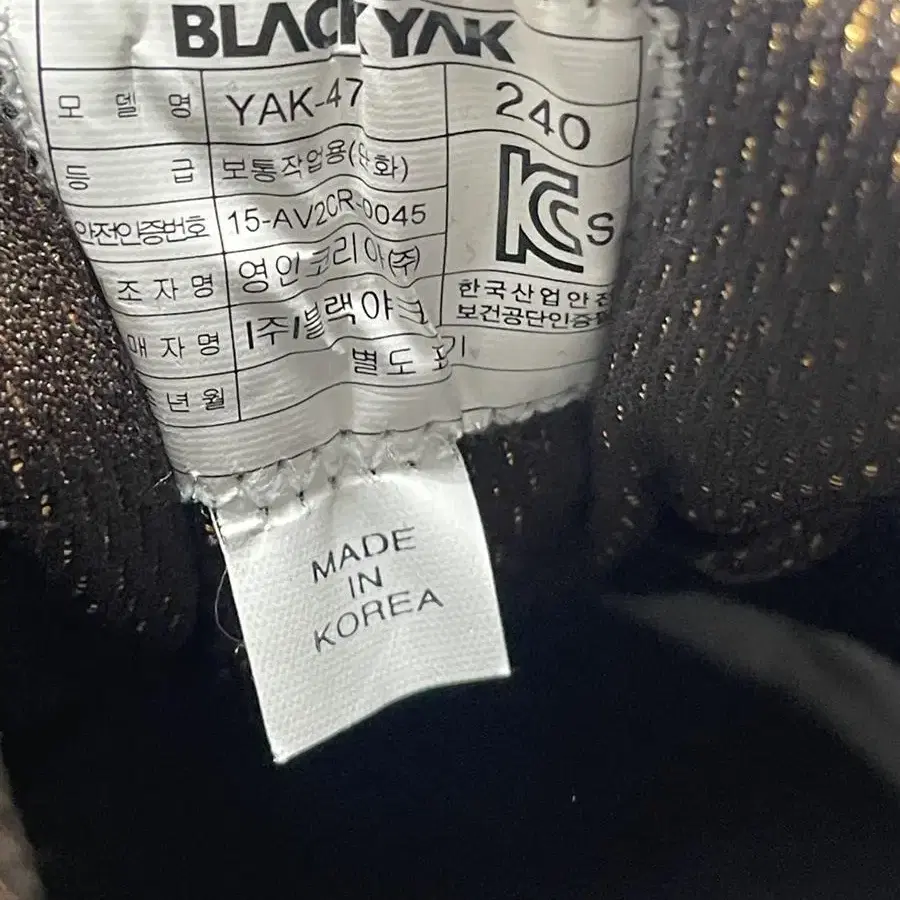 BLACKYAK
모델명 YAK-47 240
등급 보통작업용(단화)
안전인증번호 15-AV2CR-0045
조자명 영인코리아(주)
매자명 (주)블랙야크
년월 별도표기
KCS
한국산업안전
보건공단인증필
MADE
IN
KOREA